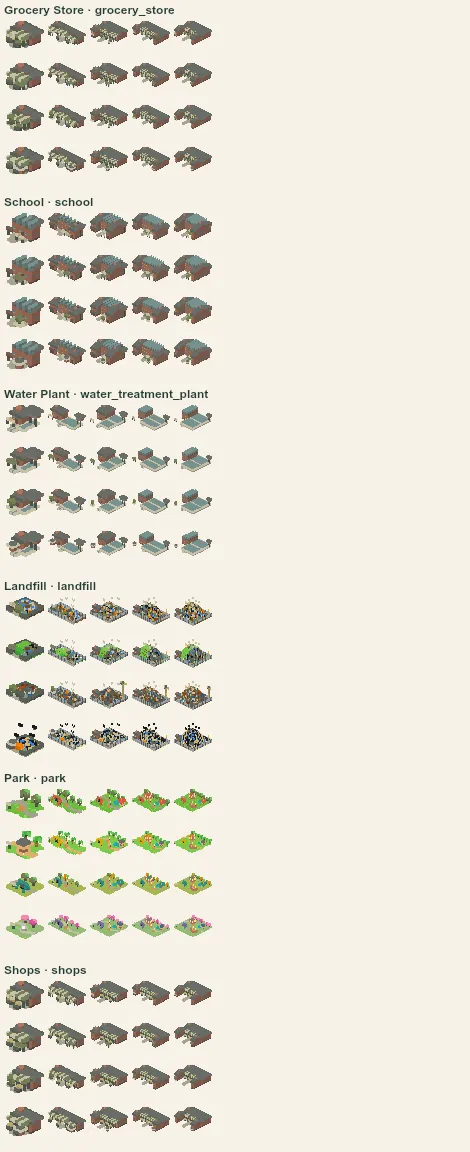 Grocery Store · grocery_store
School · school
Water Plant · water_treatment_plant
Landfill · landfill
Park · park
Shops · shops